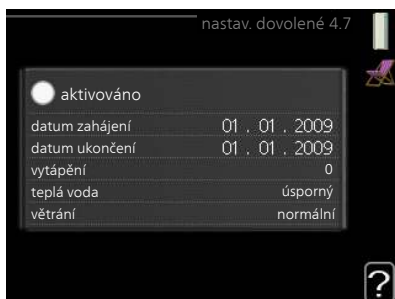 nastav. dovolené 4.7
aktivováno
datum zahájení 01 . 01 . 2009
datum ukončení 01 . 01 . 2009
vytápění 0
teplá voda úsporný
větrání normální
?